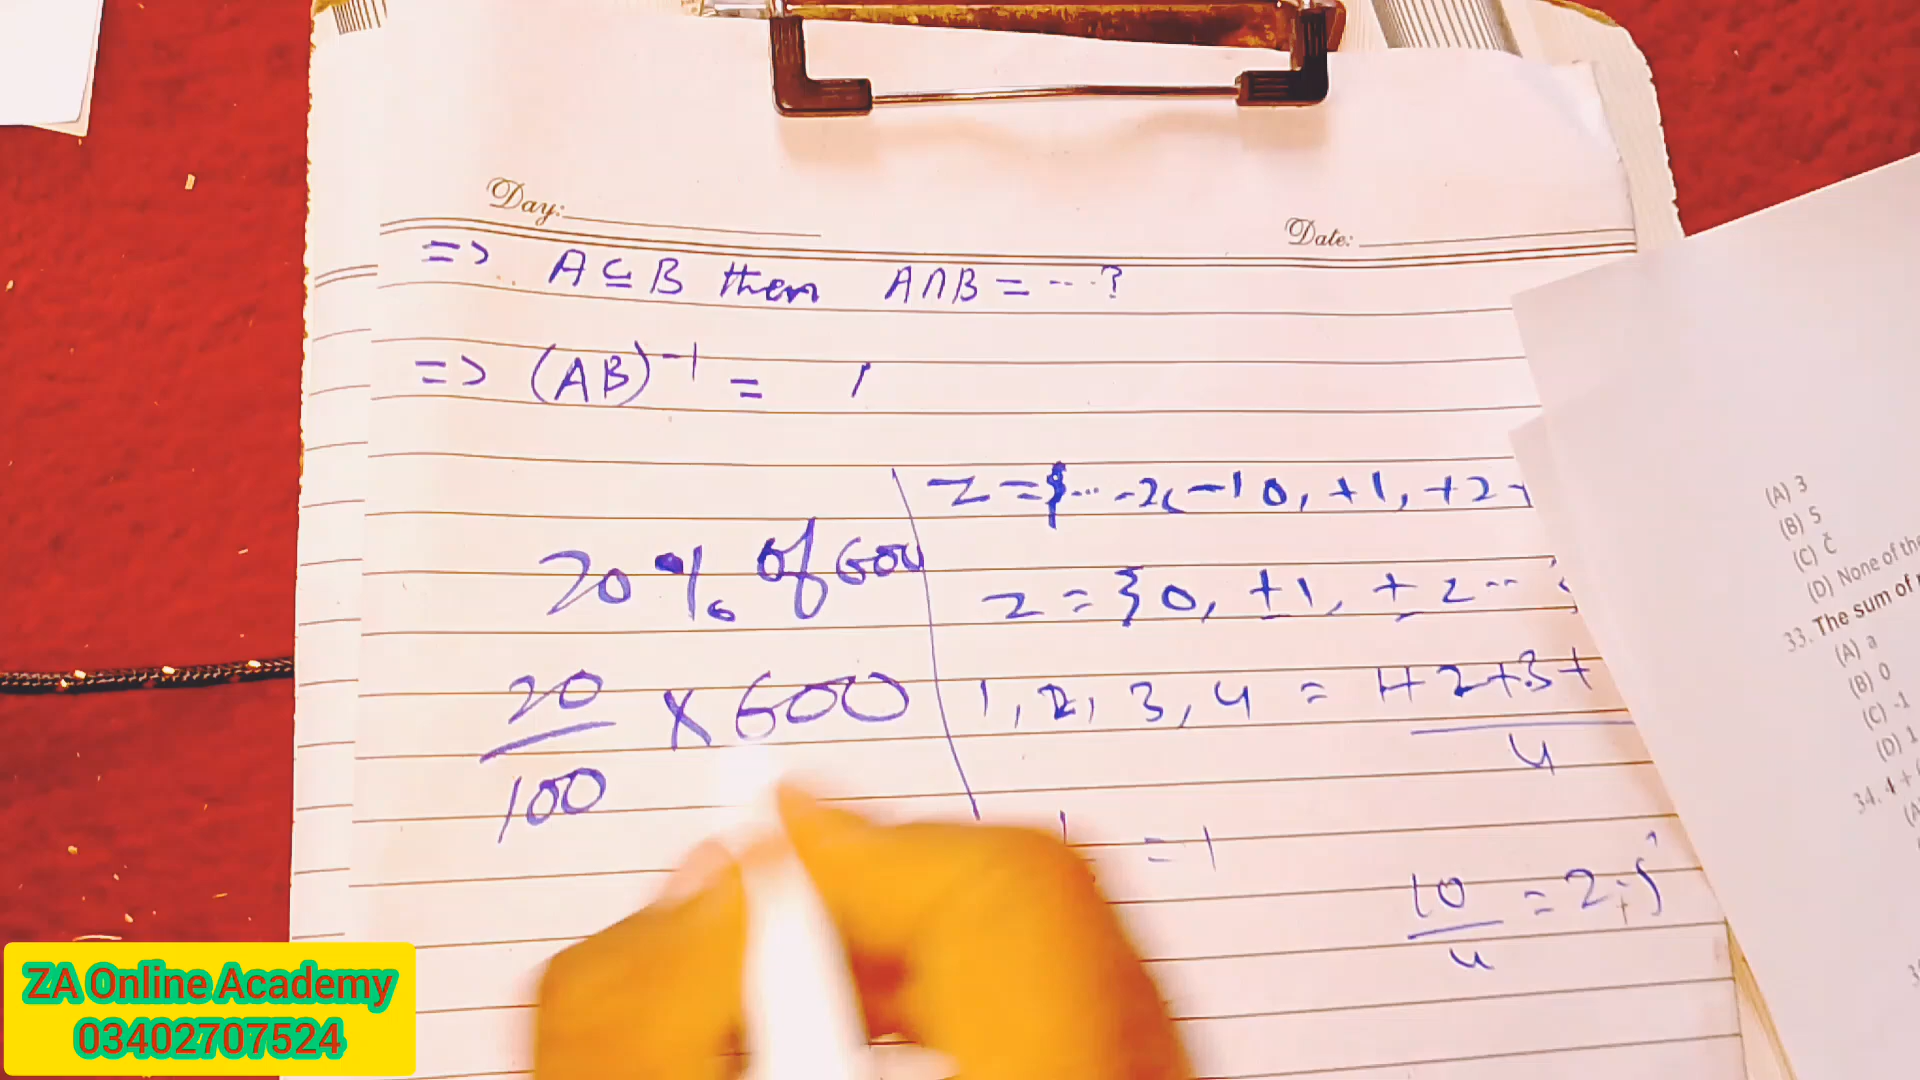 Day:
Date:
=> A ⊆ B then A∩B = --- ?
=> (AB)⁻¹ =
20 % of 600
20/100 × 600
Z = {... -2, -1 0, +1, +2
Z = {0, ±1, ± 2 ...
1, 2, 3, 4 = 1+2+3+
4
= 1
10/4 = 2.5
(A) 3
(B) 5
(C) Č
(D) None of the
33. The sum of
(A) a
(B) 0
(C) -1
(D) 1
34. 4 +
ZA Online Academy
03402707524